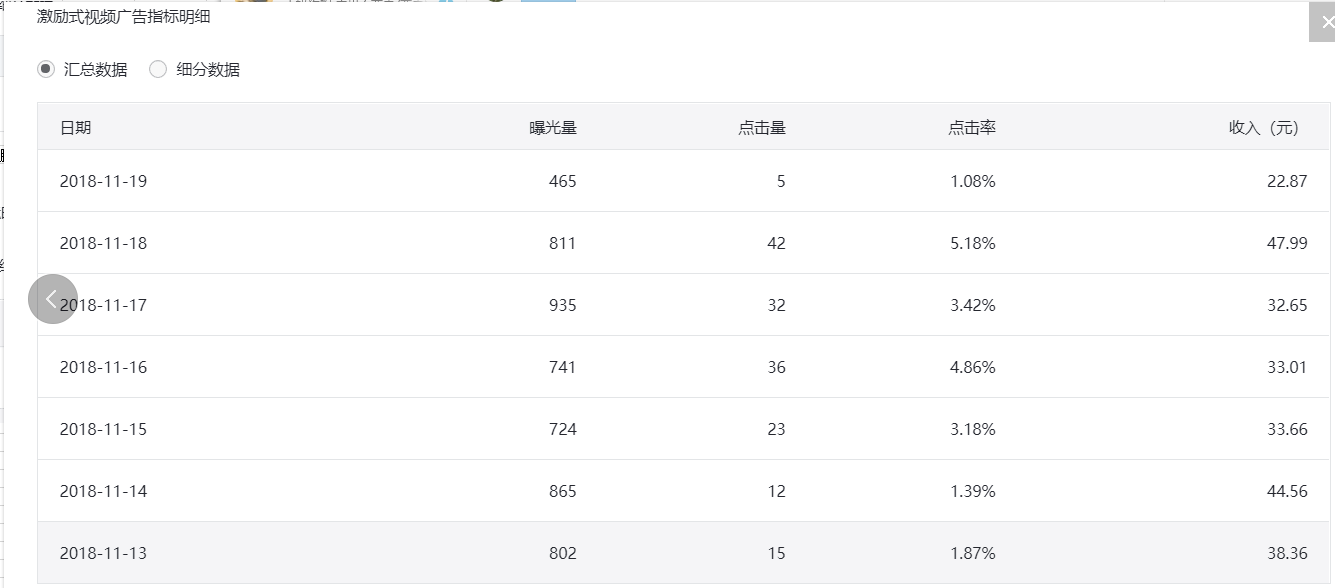 激励式视频广告指标明细
汇总数据 细分数据
日期 曝光量 点击量 点击率 收入（元）
2018-11-19 465 5 1.08% 22.87
2018-11-18 811 42 5.18% 47.99
2018-11-17 935 32 3.42% 32.65
2018-11-16 741 36 4.86% 33.01
2018-11-15 724 23 3.18% 33.66
2018-11-14 865 12 1.39% 44.56
2018-11-13 802 15 1.87% 38.36